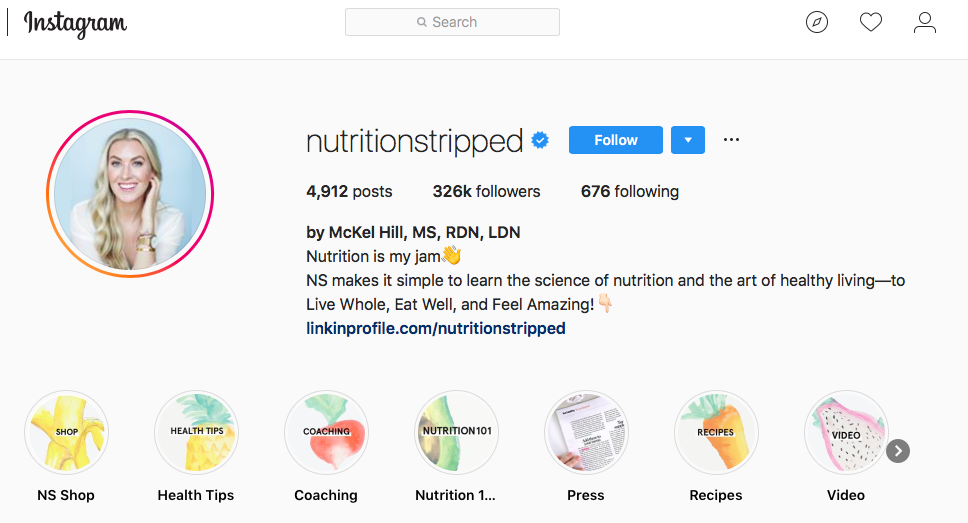 Instagram
Search
nutritionstripped
Follow
4,912 posts 326k followers 676 following
by McKel Hill, MS, RDN, LDN
Nutrition is my jam👋
NS makes it simple to learn the science of nutrition and the art of healthy living—to
Live Whole, Eat Well, and Feel Amazing!👇🏻
linkinprofile.com/nutritionstripped
SHOP HEALTH TIPS COACHING NUTRITION101 RECIPES VIDEO
NS Shop Health Tips Coaching Nutrition 1... Press Recipes Video